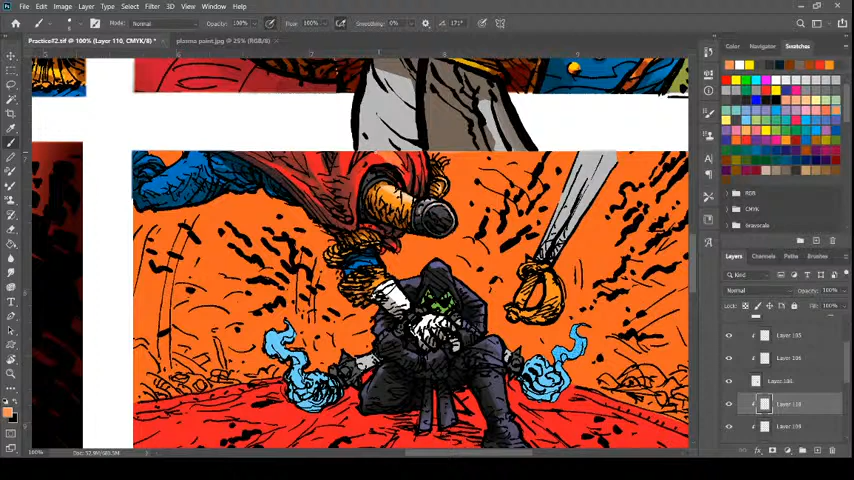 File Edit Image Layer Type Select Filter 3D View Window Help
Mode: Normal Opacity: 100% Flow: 100% Smoothing: 0% 171°
Practice#2.tif @ 100% (Layer 110, CMYK/8) * ×
plasma paint.jpg @ 25% (RGB/8) ×
Color Navigator Swatches
RGB
CMYK
Grayscale
Layers Channels Paths Brushes
Kind
Normal Opacity: 100%
Lock: Fill: 100%
Layer 105
Layer 106
Layer 108
Layer 110
Layer 109
100%